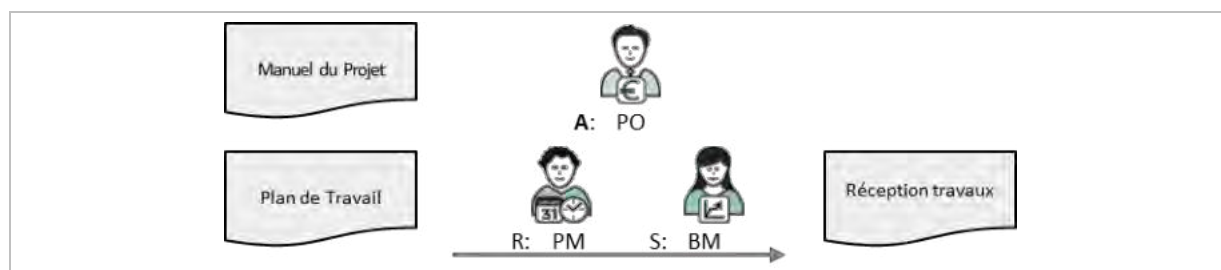 Manuel du Projet
A: PO
Plan de Travail
31
R: PM
S: BM
Réception travaux